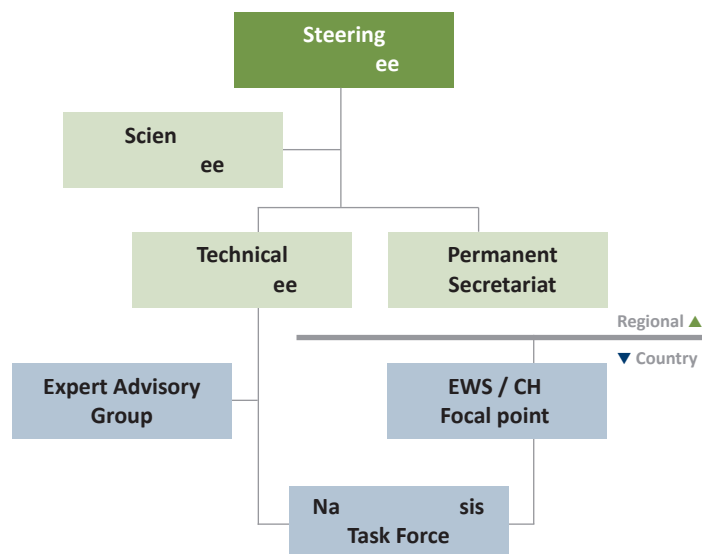 Steering
ee
Scien
ee
Technical
ee
Permanent
Secretariat
Regional
Country
Expert Advisory
Group
EWS / CH
Focal point
Na sis
Task Force